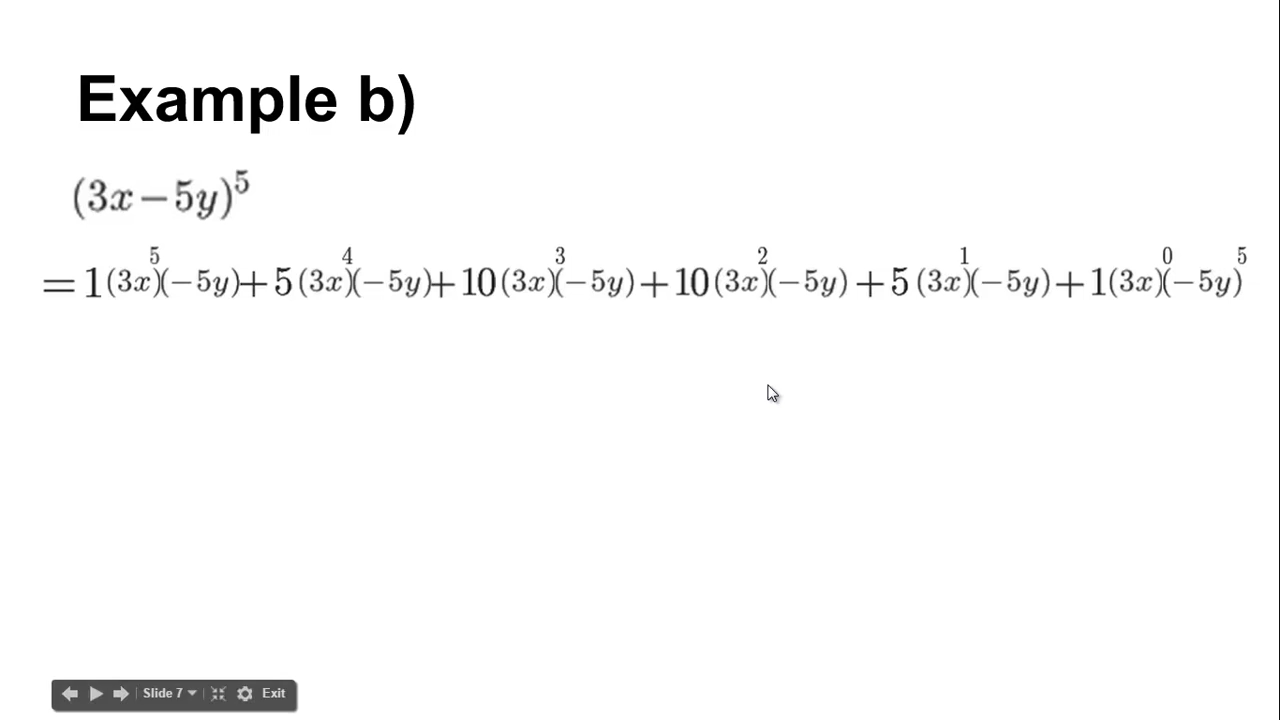 Example b)
(3x−5y)⁵
=1(3x)⁵(−5y)+5(3x)⁴(−5y)+10(3x)³(−5y)+10(3x)²(−5y)+5(3x)¹(−5y)+1(3x)⁰(−5y)⁵
Slide 7 Exit